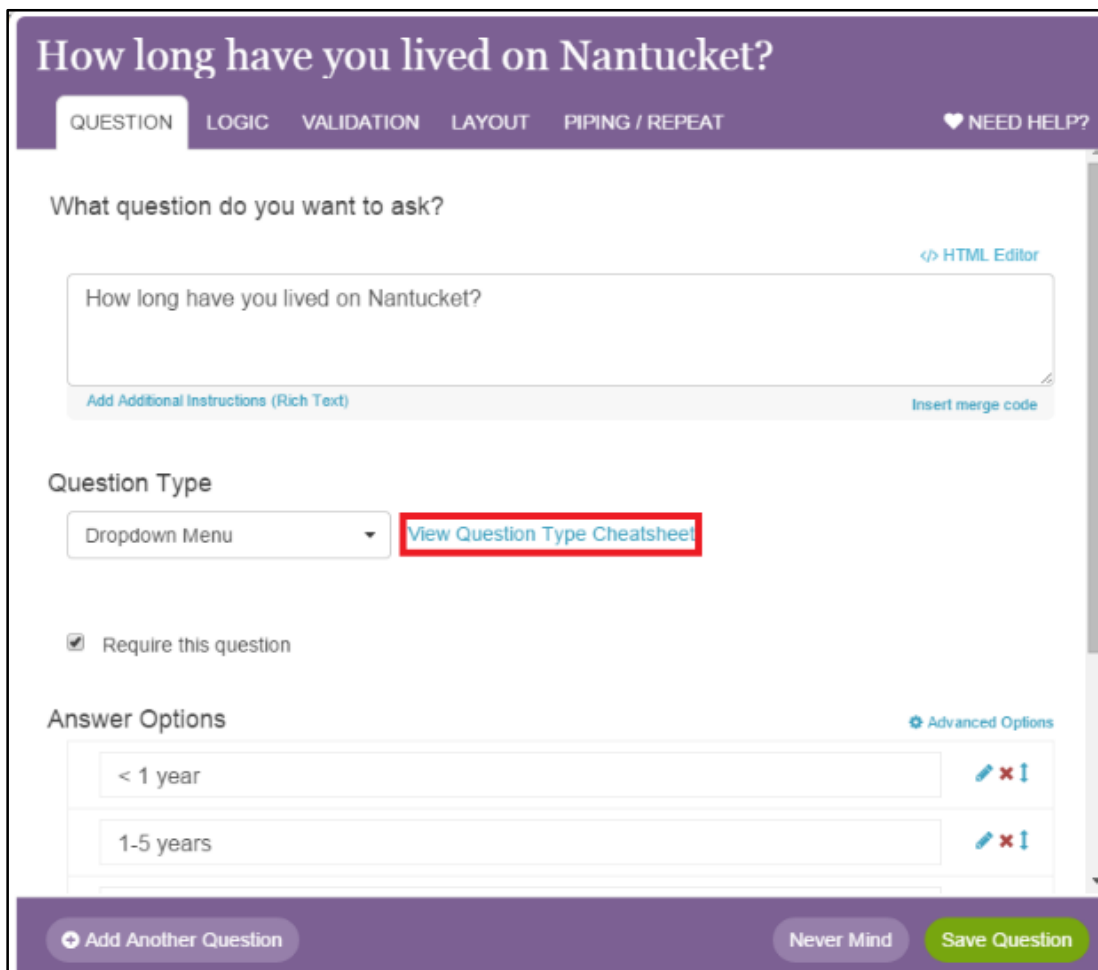 How long have you lived on Nantucket?
QUESTION LOGIC VALIDATION LAYOUT PIPING / REPEAT NEED HELP?
What question do you want to ask?
</> HTML Editor
How long have you lived on Nantucket?
Add Additional Instructions (Rich Text) Insert merge code
Question Type
Dropdown Menu View Question Type Cheatsheet
Require this question
Answer Options Advanced Options
< 1 year
1-5 years
Add Another Question Never Mind Save Question